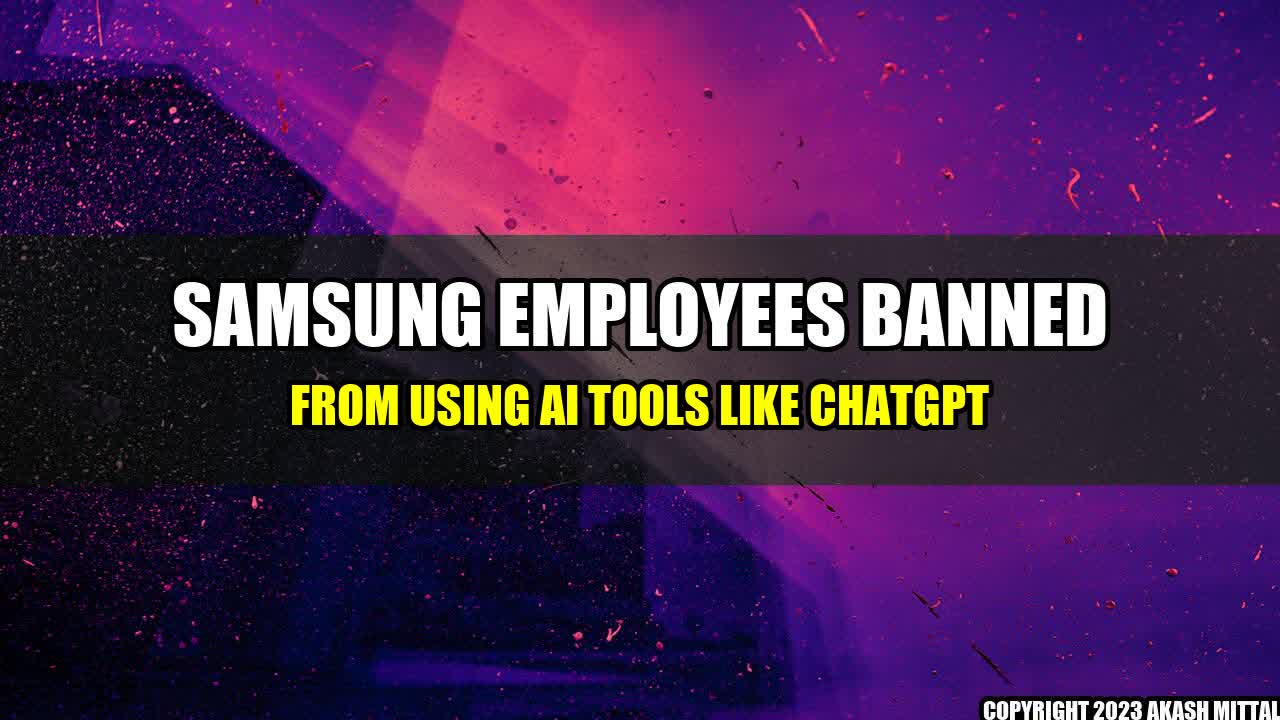 SAMSUNG EMPLOYEES BANNED
FROM USING AI TOOLS LIKE CHATGPT
COPYRIGHT 2023 AKASH MITTAL